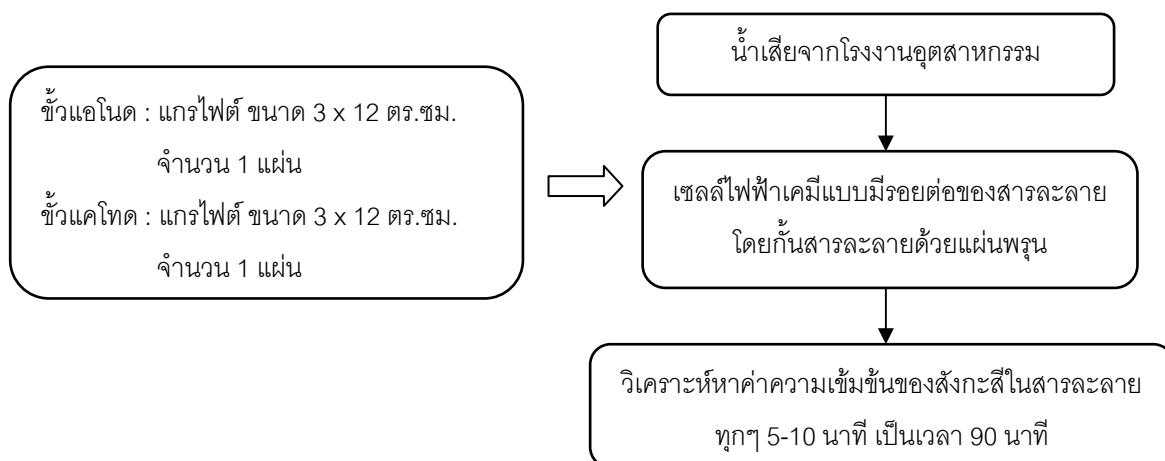 น้ำเสียจากโรงงานอุตสาหกรรม
ขั้วแอโนด : แกรไฟต์ ขนาด 3 x 12 ตร.ซม.
จำนวน 1 แผ่น
ขั้วแคโทด : แกรไฟต์ ขนาด 3 x 12 ตร.ซม.
จำนวน 1 แผ่น
เซลล์ไฟฟ้าเคมีแบบมีรอยต่อของสารละลาย
โดยกั้นสารละลายด้วยแผ่นพรุน
วิเคราะห์หาค่าความเข้มข้นของสังกะสีในสารละลาย
ทุกๆ 5-10 นาที เป็นเวลา 90 นาที